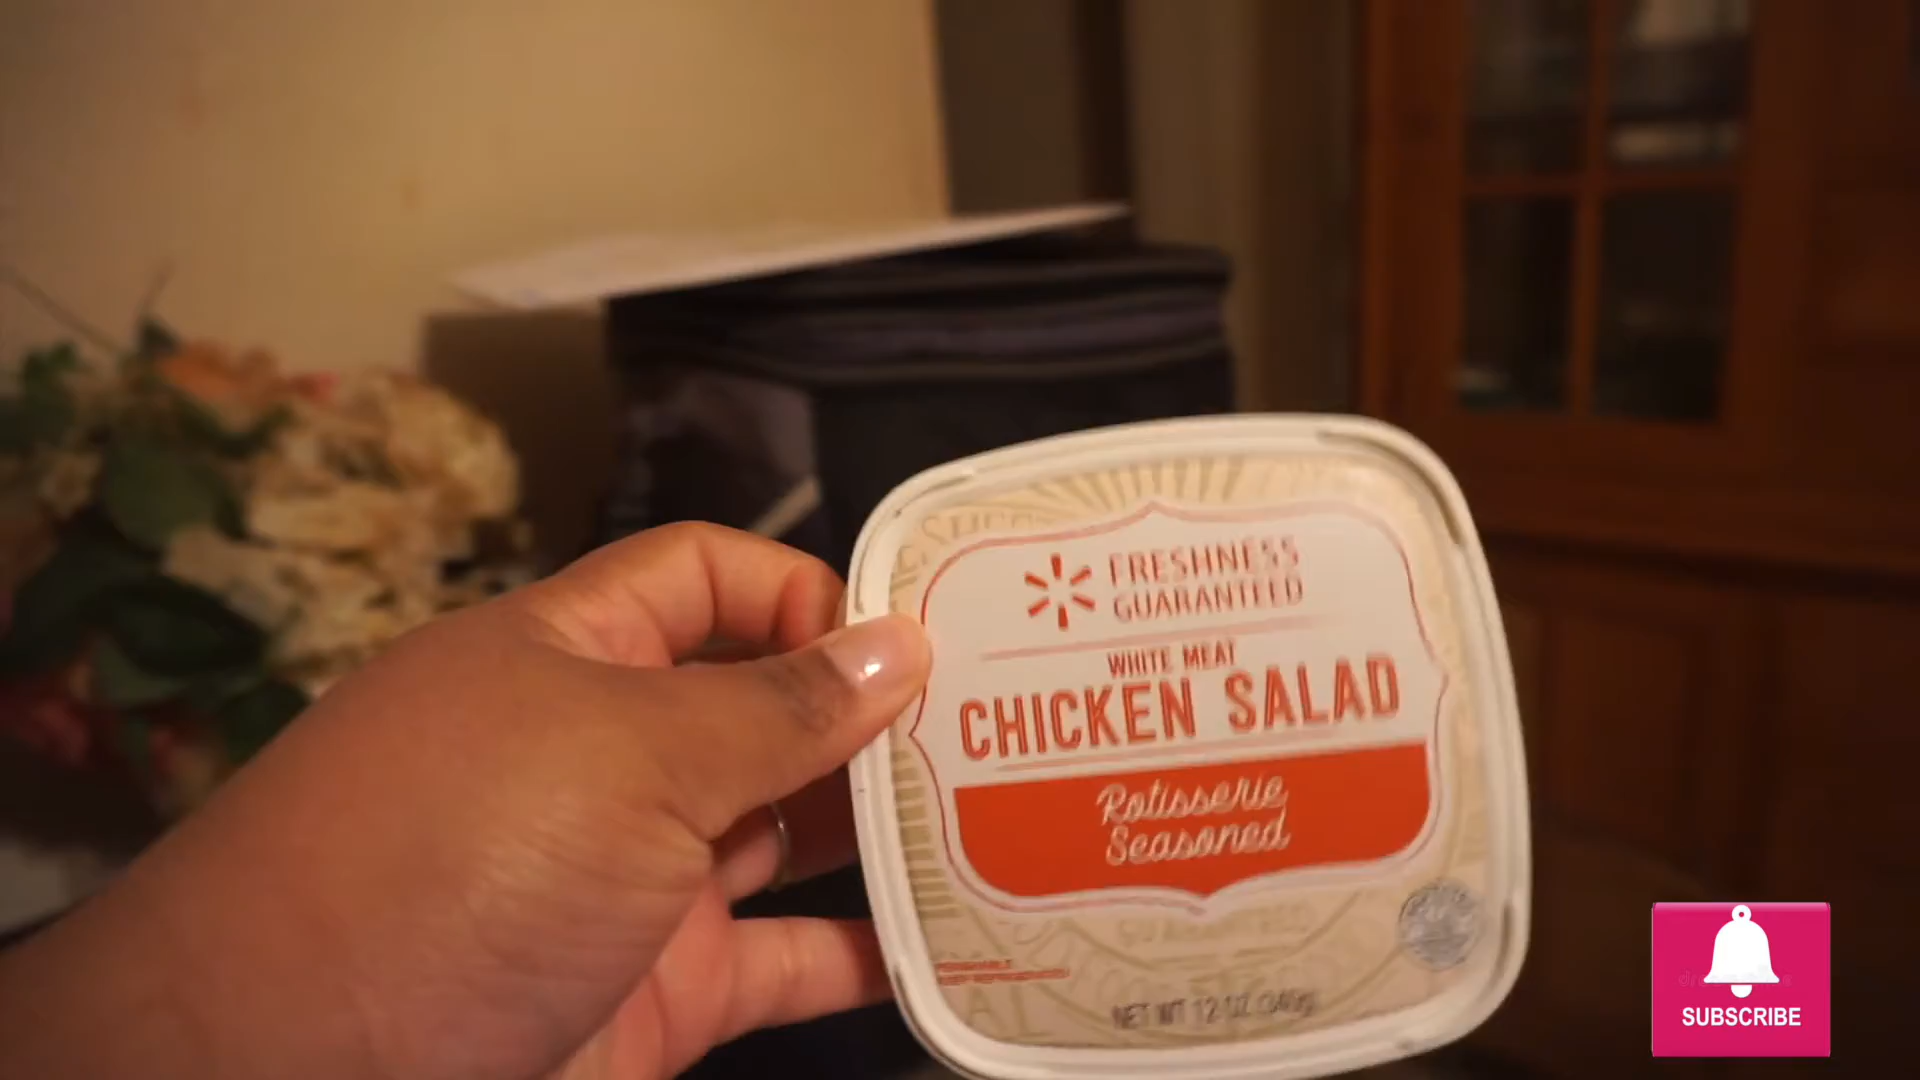 FRESHNESS
GUARANTEED
WHITE MEAT
CHICKEN SALAD
Rotisserie
Seasoned
NET WT 12 OZ (340g)
SUBSCRIBE